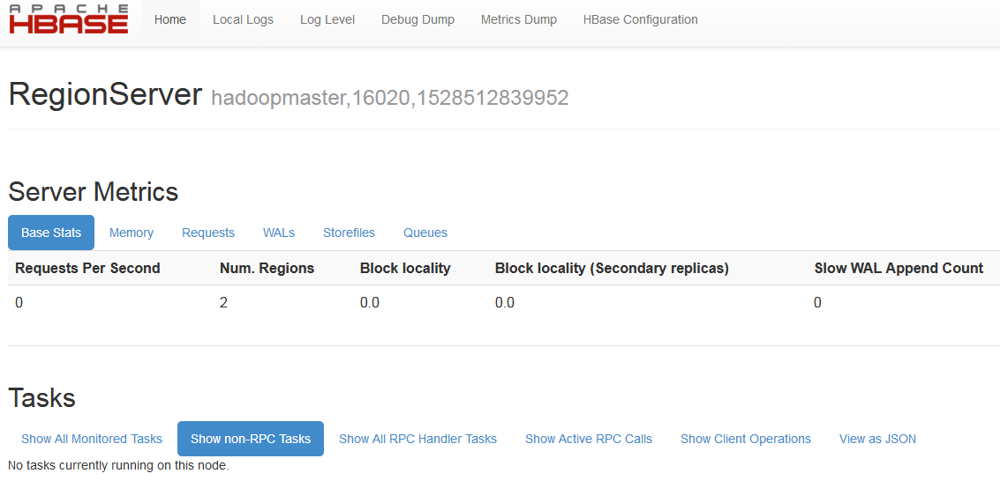 APACHE
HBASE
Home Local Logs Log Level Debug Dump Metrics Dump HBase Configuration
RegionServer hadoopmaster,16020,1528512839952
Server Metrics
Base Stats Memory Requests WALs Storefiles Queues
Requests Per Second Num. Regions Block locality Block locality (Secondary replicas) Slow WAL Append Count
0 2 0.0 0.0 0
Tasks
Show All Monitored Tasks Show non-RPC Tasks Show All RPC Handler Tasks Show Active RPC Calls Show Client Operations View as JSON
No tasks currently running on this node.